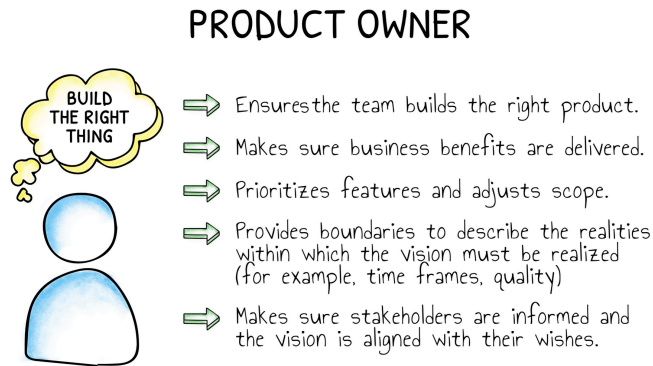 PRODUCT OWNER
BUILD
THE RIGHT
THING
Ensures the team builds the right product.
Makes sure business benefits are delivered.
Prioritizes features and adjusts scope.
Provides boundaries to describe the realities
within which the vision must be realized
(for example, time frames, quality)
Makes sure stakeholders are informed and
the vision is aligned with their wishes.